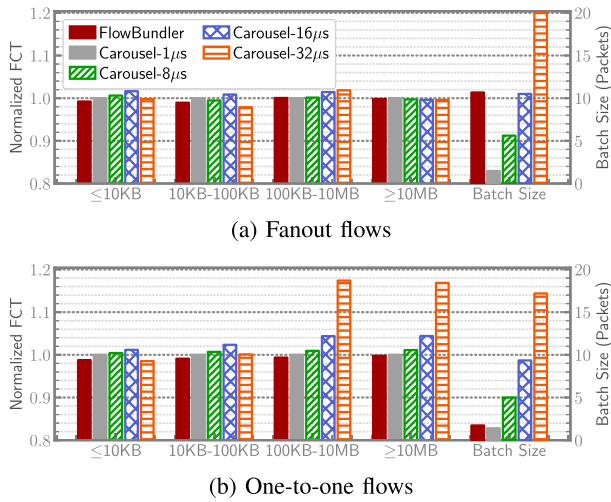 1.2
1.1
1.0
0.9
0.8
Normalized FCT
FlowBundler
Carousel-1μs
Carousel-8μs
Carousel-16μs
Carousel-32μs
20
15
10
5
0
Batch Size (Packets)
≤10KB 10KB-100KB 100KB-10MB ≥10MB Batch Size
(a) Fanout flows
1.2
1.1
1.0
0.9
0.8
Normalized FCT
20
15
10
5
0
Batch Size (Packets)
≤10KB 10KB-100KB 100KB-10MB ≥10MB Batch Size
(b) One-to-one flows